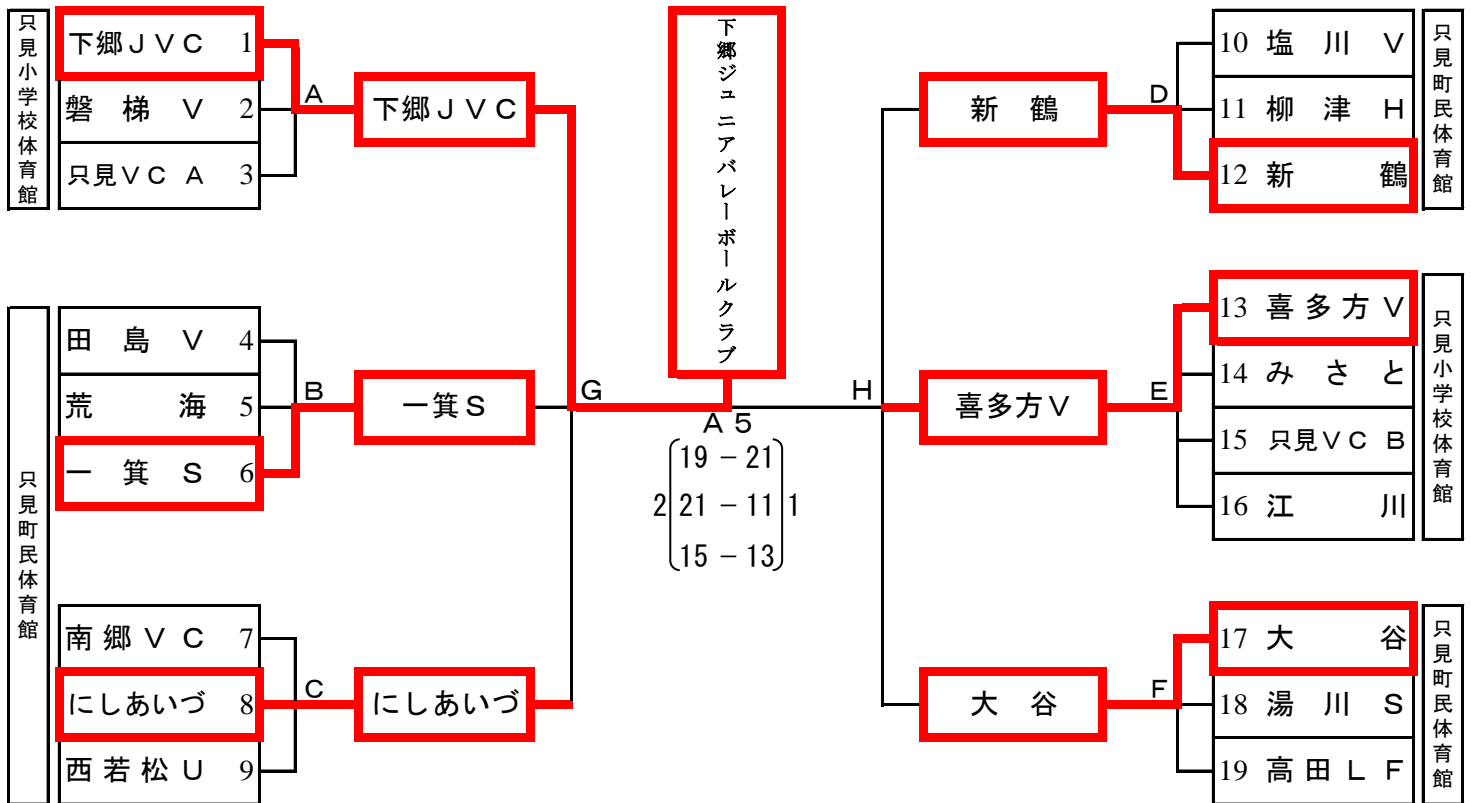 只見小学校体育館
下郷ＪＶＣ 1
磐梯Ｖ 2
只見ＶＣＡ 3
Ａ
下郷ＪＶＣ
只見町民体育館
田島Ｖ 4
荒海 5
一箕Ｓ 6
Ｂ
一箕Ｓ
南郷ＶＣ 7
にしあいづ 8
西若松Ｕ 9
Ｃ
にしあいづ
Ｇ
下郷ジュニアバレーボールクラブ
Ａ５
19 － 21
2 21 － 11 1
15 － 13
Ｈ
新鶴
Ｄ
10 塩川Ｖ
11 柳津Ｈ
12 新鶴
只見町民体育館
喜多方Ｖ
Ｅ
13 喜多方Ｖ
14 みさと
15 只見ＶＣＢ
16 江川
只見小学校体育館
大谷
Ｆ
17 大谷
18 湯川Ｓ
19 高田ＬＦ
只見町民体育館